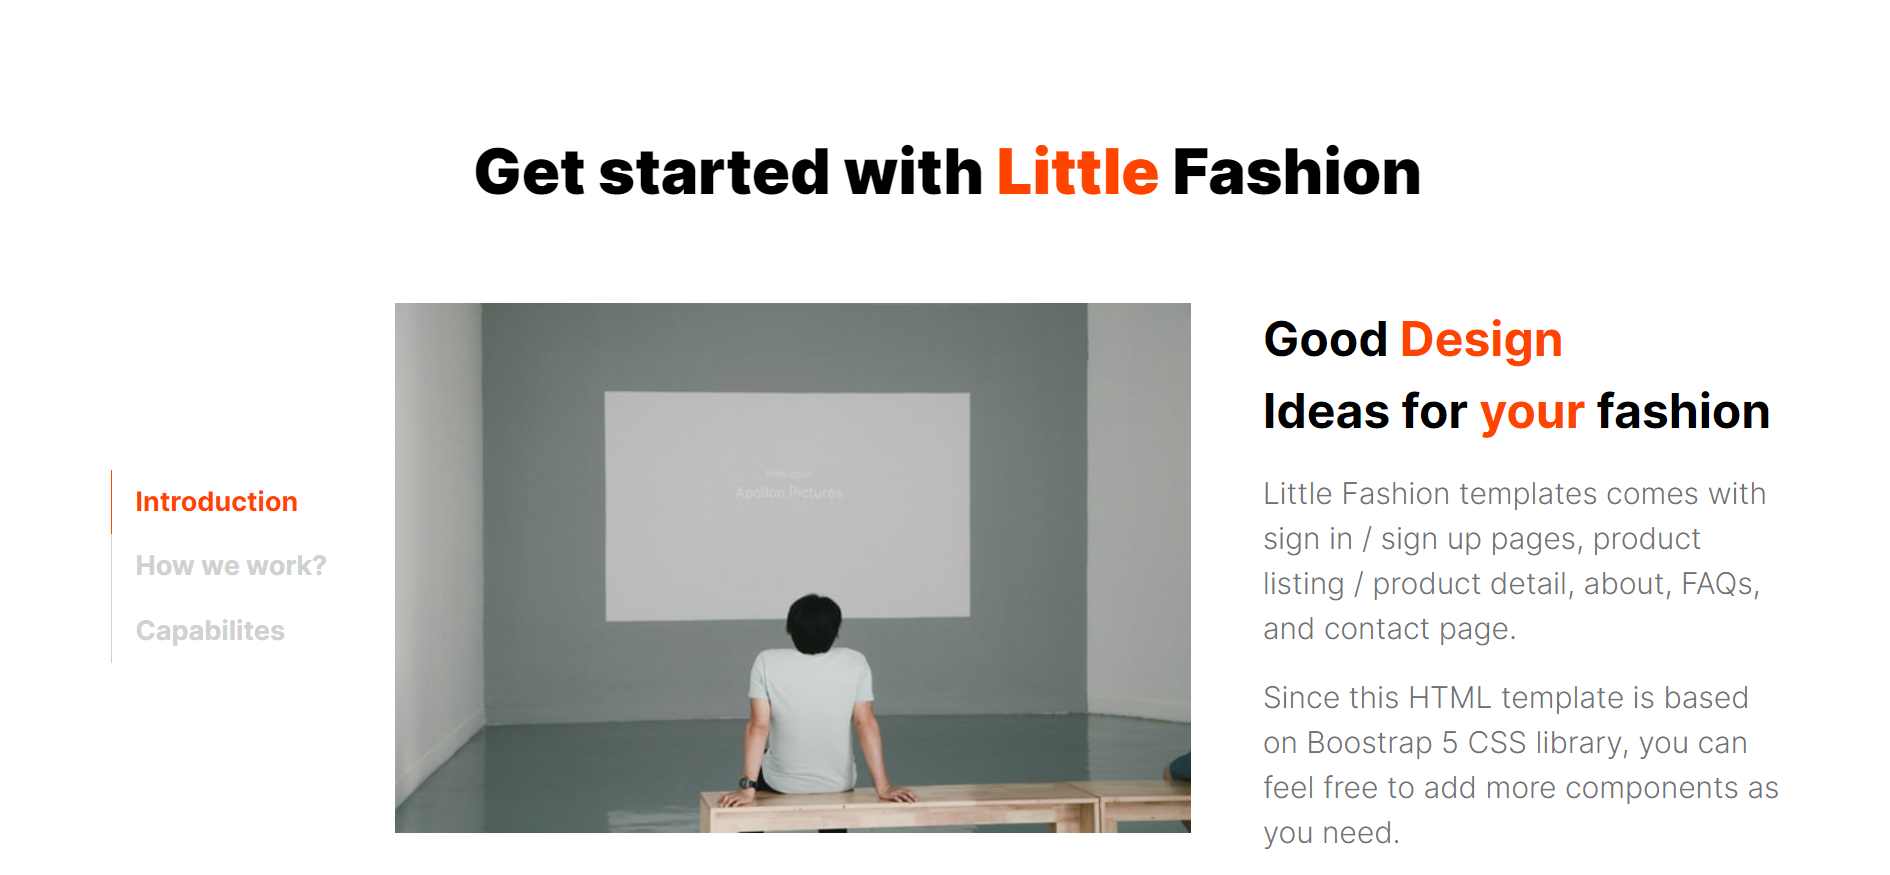 Get started with Little Fashion
Introduction
How we work?
Capabilites
Apollon Pictures
Good Design
Ideas for your fashion
Little Fashion templates comes with
sign in / sign up pages, product
listing / product detail, about, FAQs,
and contact page.
Since this HTML template is based
on Boostrap 5 CSS library, you can
feel free to add more components as
you need.